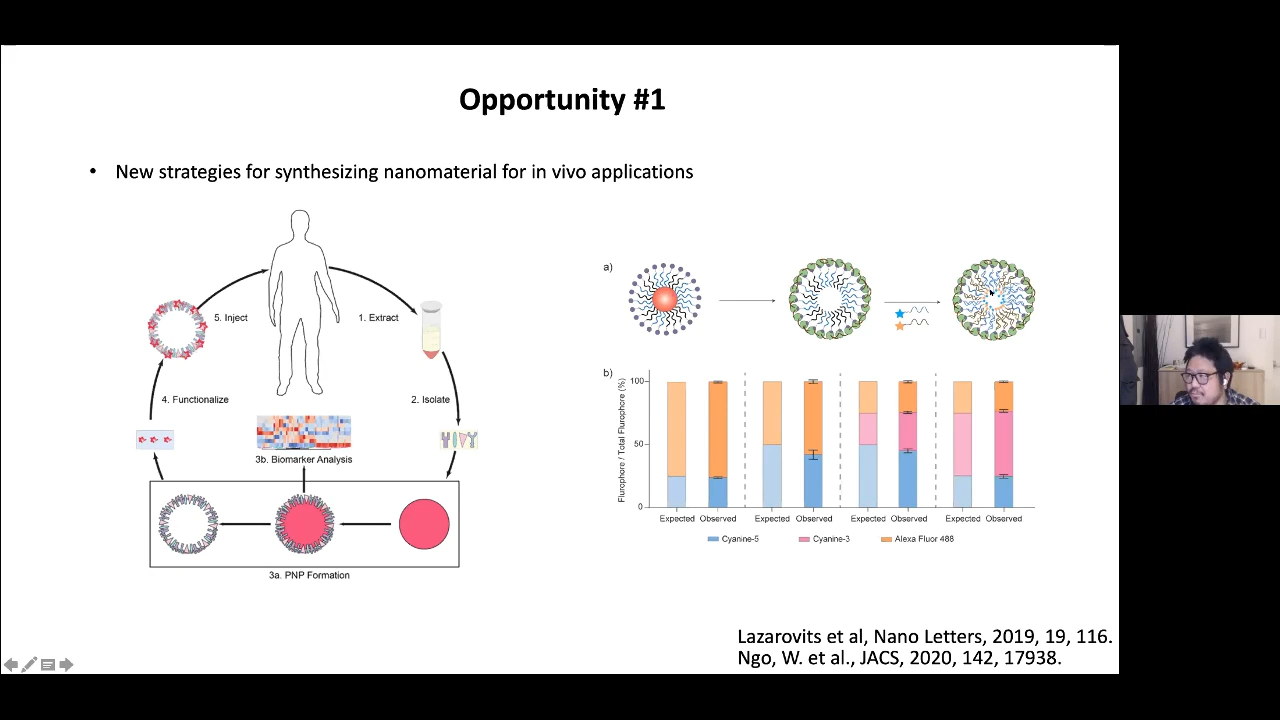 Opportunity #1
• New strategies for synthesizing nanomaterial for in vivo applications
5. Inject
1. Extract
4. Functionalize
2. Isolate
3b. Biomarker Analysis
3a. PNP Formation
a)
b)
Flurophore / Total Flurophore (%)
100
50
0
Expected Observed Expected Observed Expected Observed Expected Observed
Cyanine-5 Cyanine-3 Alexa Fluor 488
Lazarovits et al, Nano Letters, 2019, 19, 116.
Ngo, W. et al., JACS, 2020, 142, 17938.